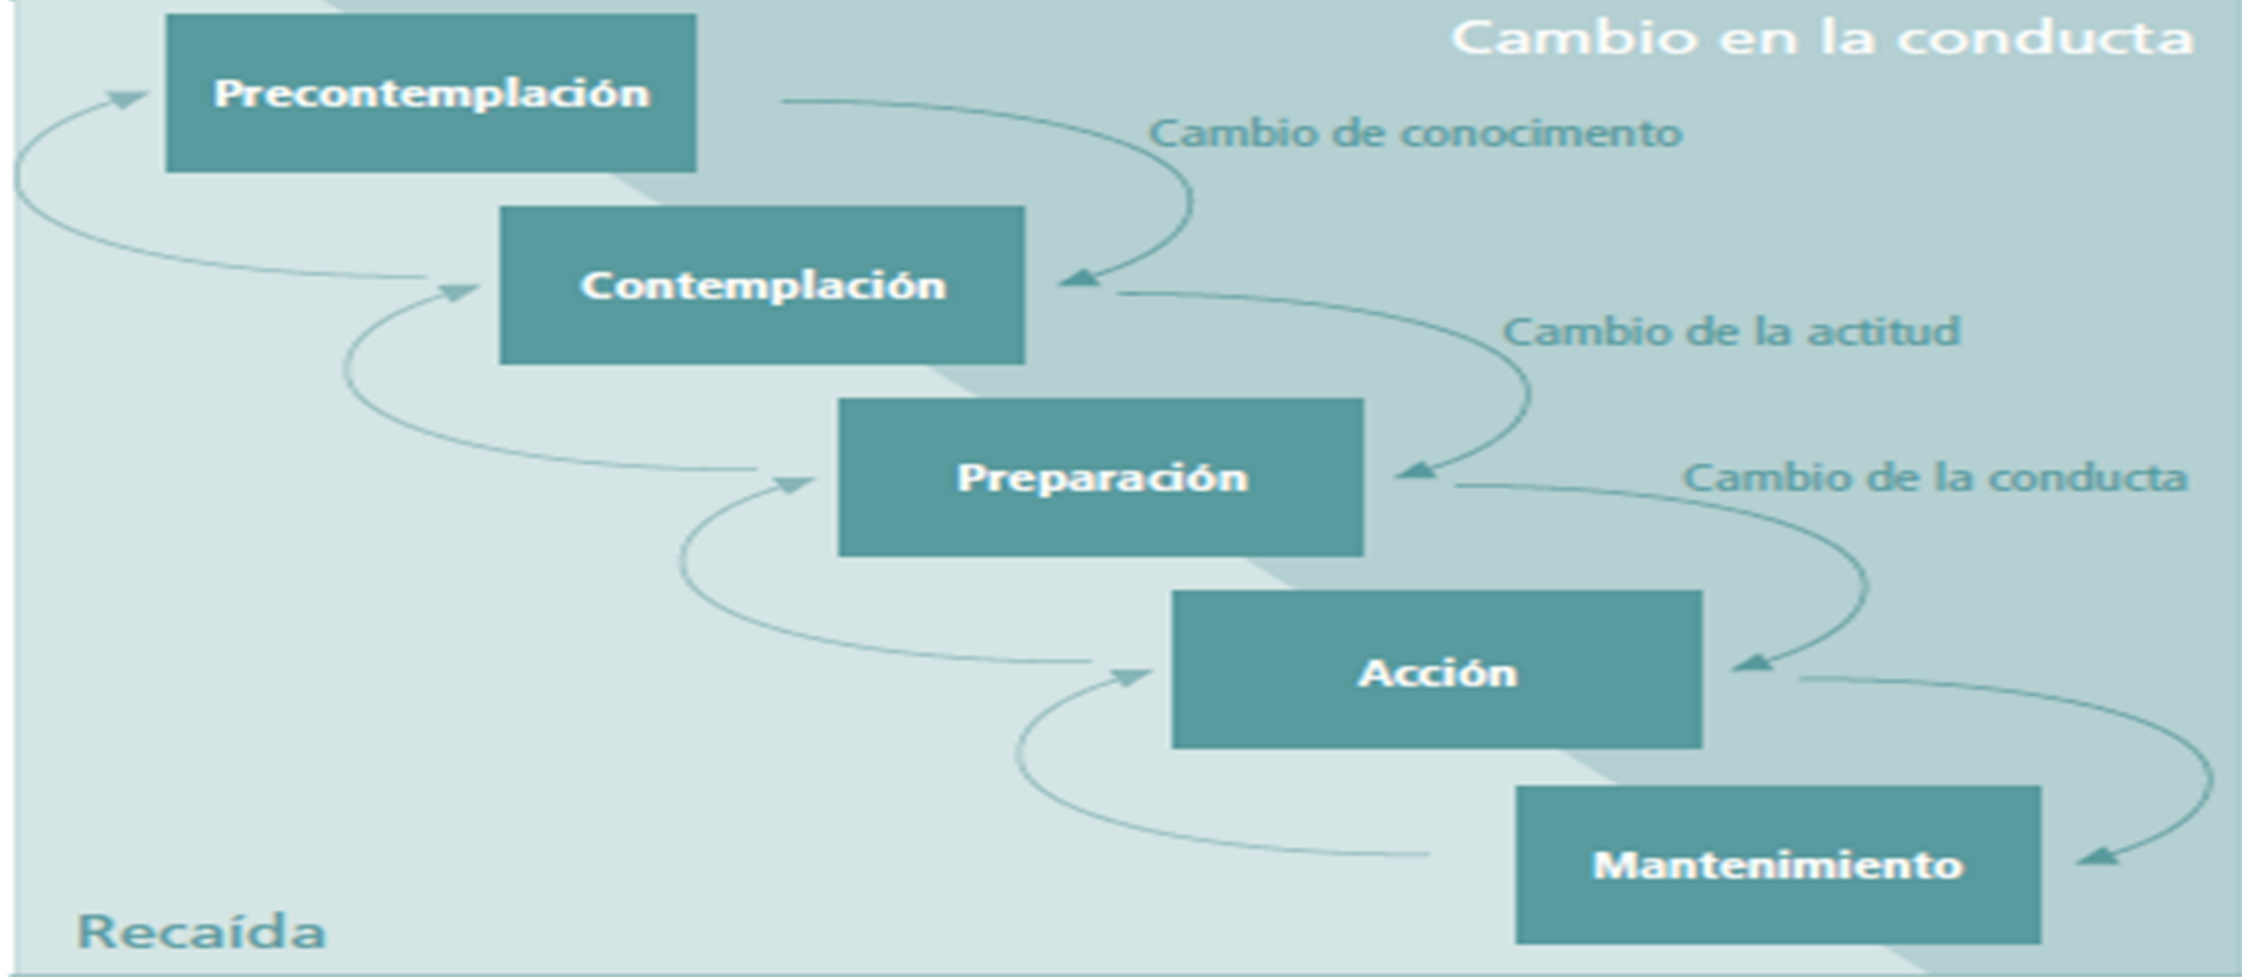 Cambio en la conducta
Precontemplación
Cambio de conocimento
Contemplación
Cambio de la actitud
Preparación
Cambio de la conducta
Acción
Mantenimiento
Recaída